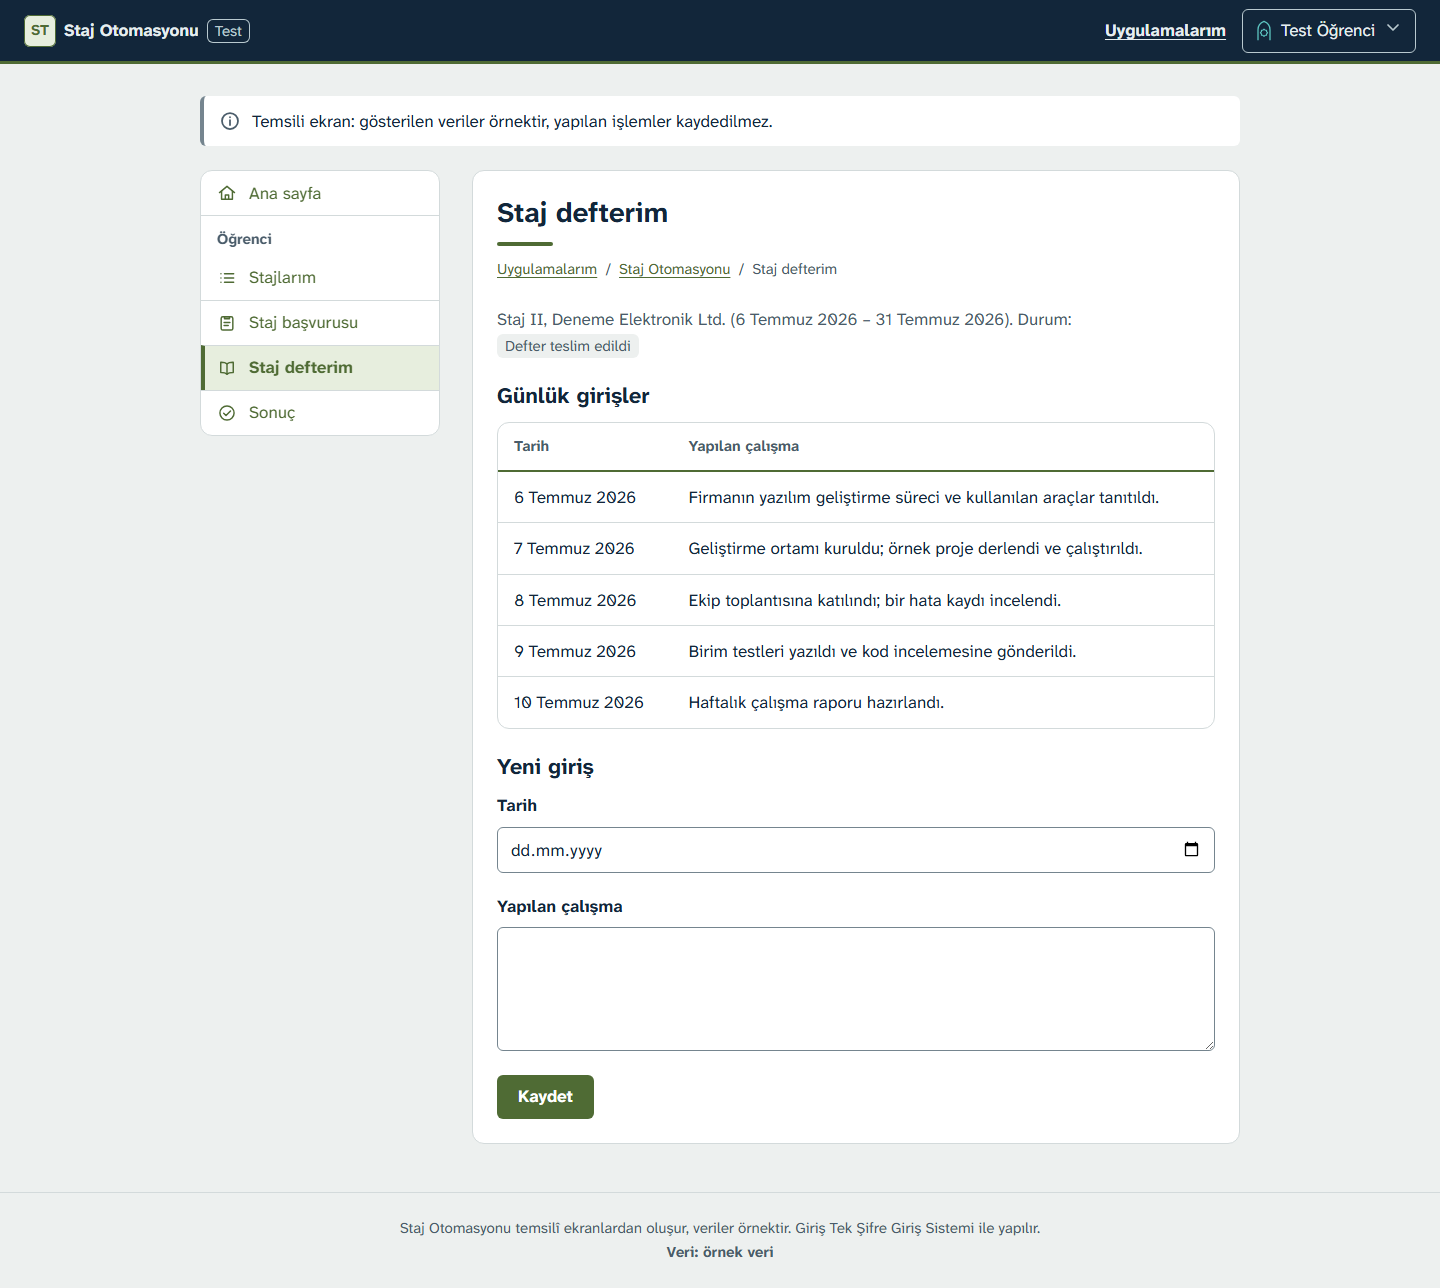 ST Staj Otomasyonu Test
Uygulamalarım
Test Öğrenci
Temsili ekran: gösterilen veriler örnektir, yapılan işlemler kaydedilmez.
Ana sayfa
Öğrenci
Stajlarım
Staj başvurusu
Staj defterim
Sonuç
Staj defterim
Uygulamalarım / Staj Otomasyonu / Staj defterim
Staj II, Deneme Elektronik Ltd. (6 Temmuz 2026 – 31 Temmuz 2026). Durum:
Defter teslim edildi
Günlük girişler
Tarih Yapılan çalışma
6 Temmuz 2026 Firmanın yazılım geliştirme süreci ve kullanılan araçlar tanıtıldı.
7 Temmuz 2026 Geliştirme ortamı kuruldu; örnek proje derlendi ve çalıştırıldı.
8 Temmuz 2026 Ekip toplantısına katılındı; bir hata kaydı incelendi.
9 Temmuz 2026 Birim testleri yazıldı ve kod incelemesine gönderildi.
10 Temmuz 2026 Haftalık çalışma raporu hazırlandı.
Yeni giriş
Tarih
dd.mm.yyyy
Yapılan çalışma
Kaydet
Staj Otomasyonu temsilî ekranlardan oluşur, veriler örnektir. Giriş Tek Şifre Giriş Sistemi ile yapılır.
Veri: örnek veri